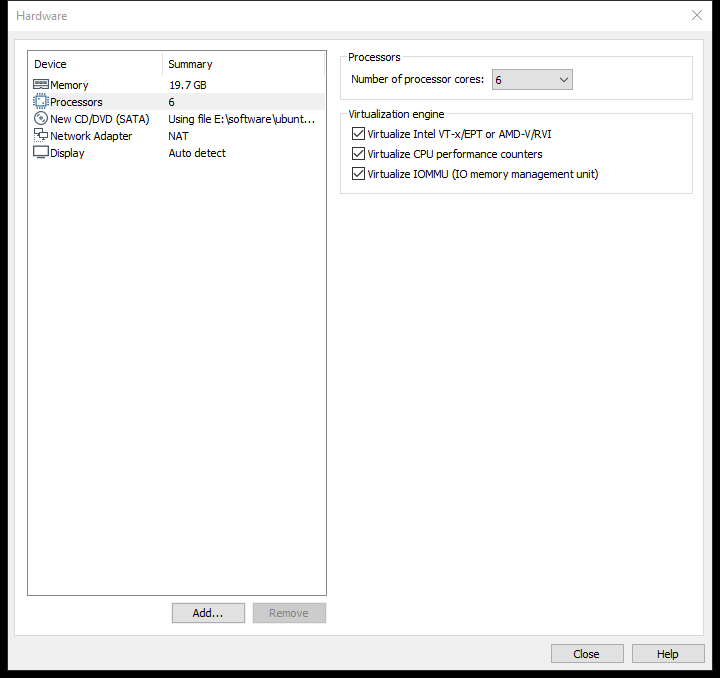 Hardware
Device Summary
Memory 19.7 GB
Processors 6
New CD/DVD (SATA) Using file E:\software\ubunt...
Network Adapter NAT
Display Auto detect
Add... Remove
Processors
Number of processor cores: 6
Virtualization engine
Virtualize Intel VT-x/EPT or AMD-V/RVI
Virtualize CPU performance counters
Virtualize IOMMU (IO memory management unit)
Close Help